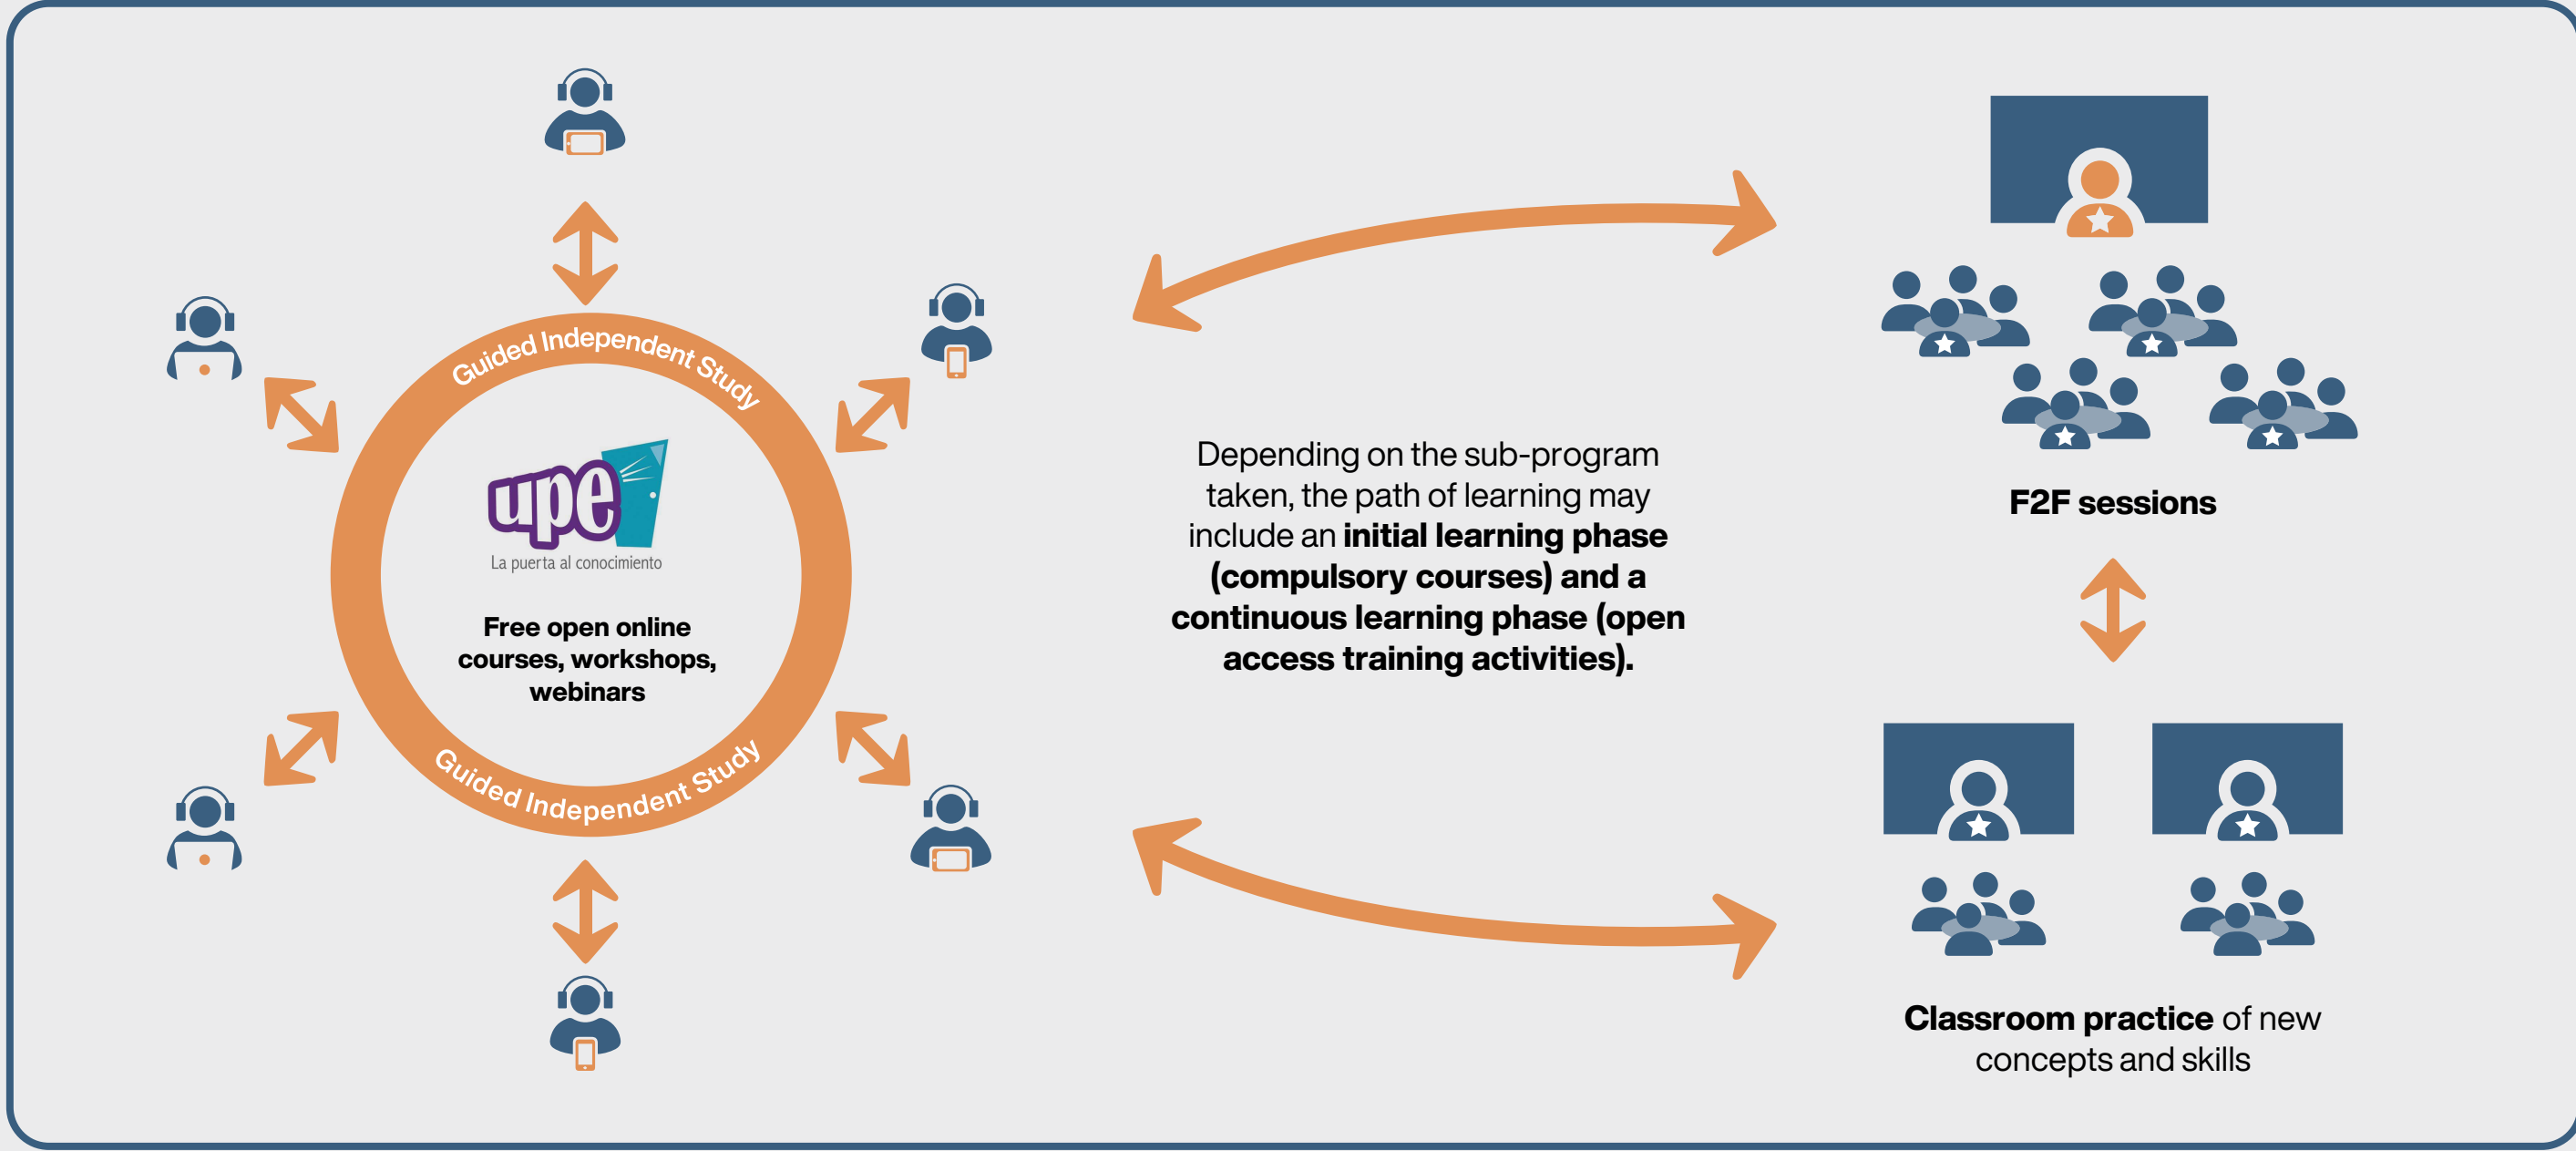 Guided Independent Study
upe
La puerta al conocimiento
Free open online
courses, workshops,
webinars
Guided Independent Study
Depending on the sub-program
taken, the path of learning may
include an initial learning phase
(compulsory courses) and a
continuous learning phase (open
access training activities).
F2F sessions
Classroom practice of new
concepts and skills